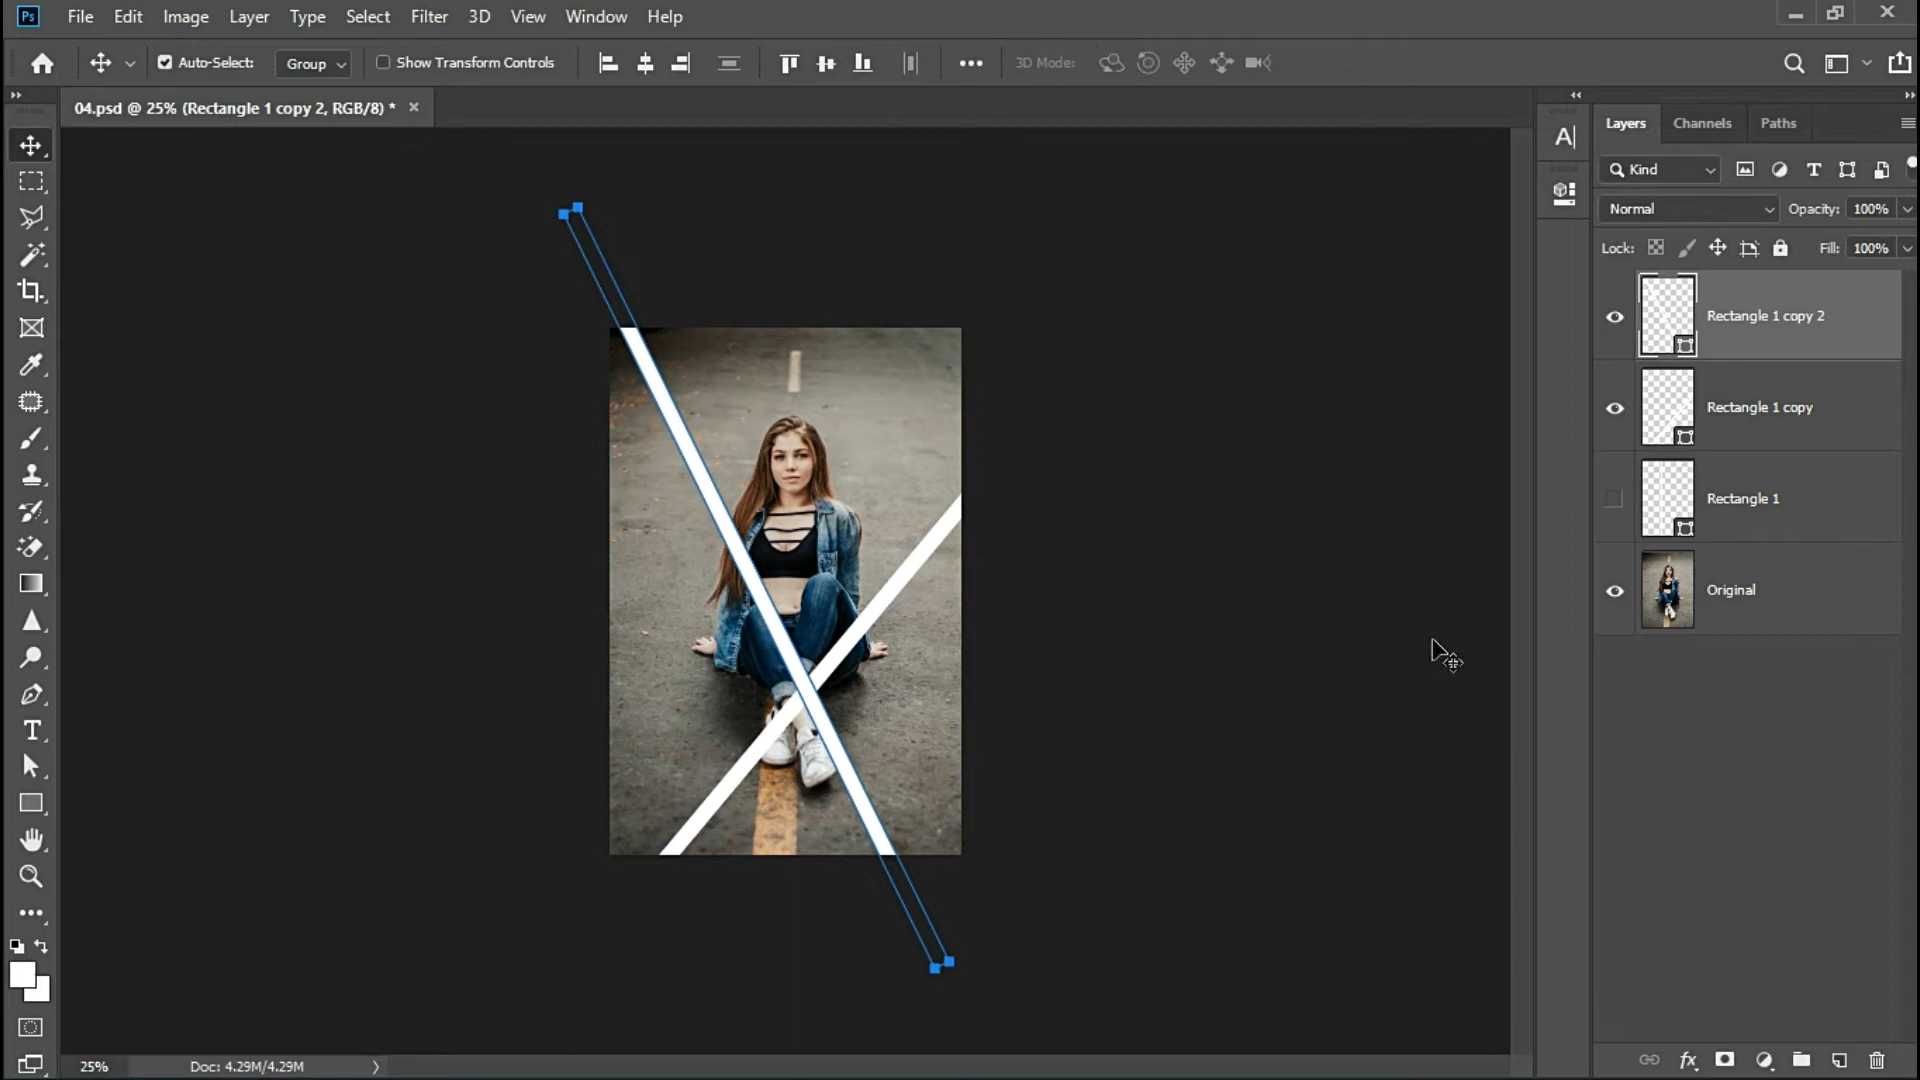 Ps File Edit Image Layer Type Select Filter 3D View Window Help
Auto-Select: Group Show Transform Controls 3D Mode:
04.psd @ 25% (Rectangle 1 copy 2, RGB/8) *
Layers Channels Paths
Kind
Normal Opacity: 100%
Lock: Fill: 100%
Rectangle 1 copy 2
Rectangle 1 copy
Rectangle 1
Original
25% Doc: 4.29M/4.29M